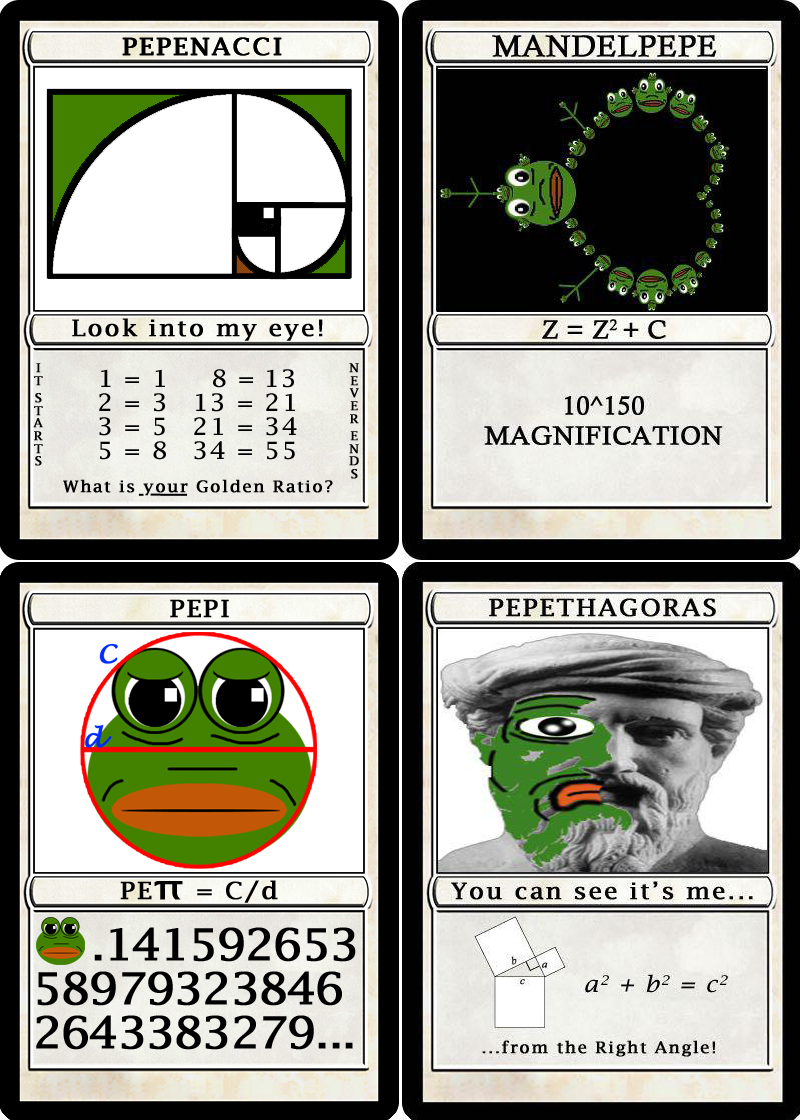 PEPENACCI
Look into my eye!
IT STARTS
1 = 1 8 = 13
2 = 3 13 = 21
3 = 5 21 = 34
5 = 8 34 = 55
NEVER ENDS
What is your Golden Ratio?
MANDELPEPE
Z = Z² + C
10^150
MAGNIFICATION
PEPI
C
d
PEπ = C/d
.141592653
58979323846
2643383279...
PEPETHAGORAS
You can see it's me...
b a
c
a² + b² = c²
...from the Right Angle!